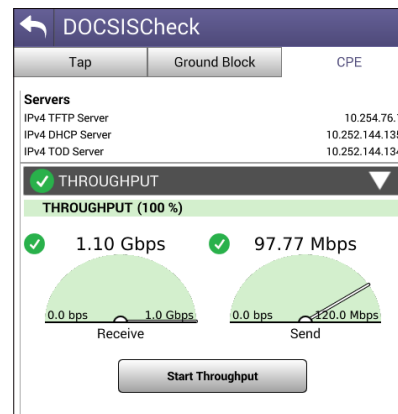 DOCSISCheck
Tap Ground Block CPE
Servers
IPv4 TFTP Server 10.254.76.
IPv4 DHCP Server 10.252.144.135
IPv4 TOD Server 10.252.144.134
THROUGHPUT
THROUGHPUT (100 %)
1.10 Gbps 97.77 Mbps
0.0 bps 1.0 Gbps 0.0 bps 120.0 Mbps
Receive Send
Start Throughput